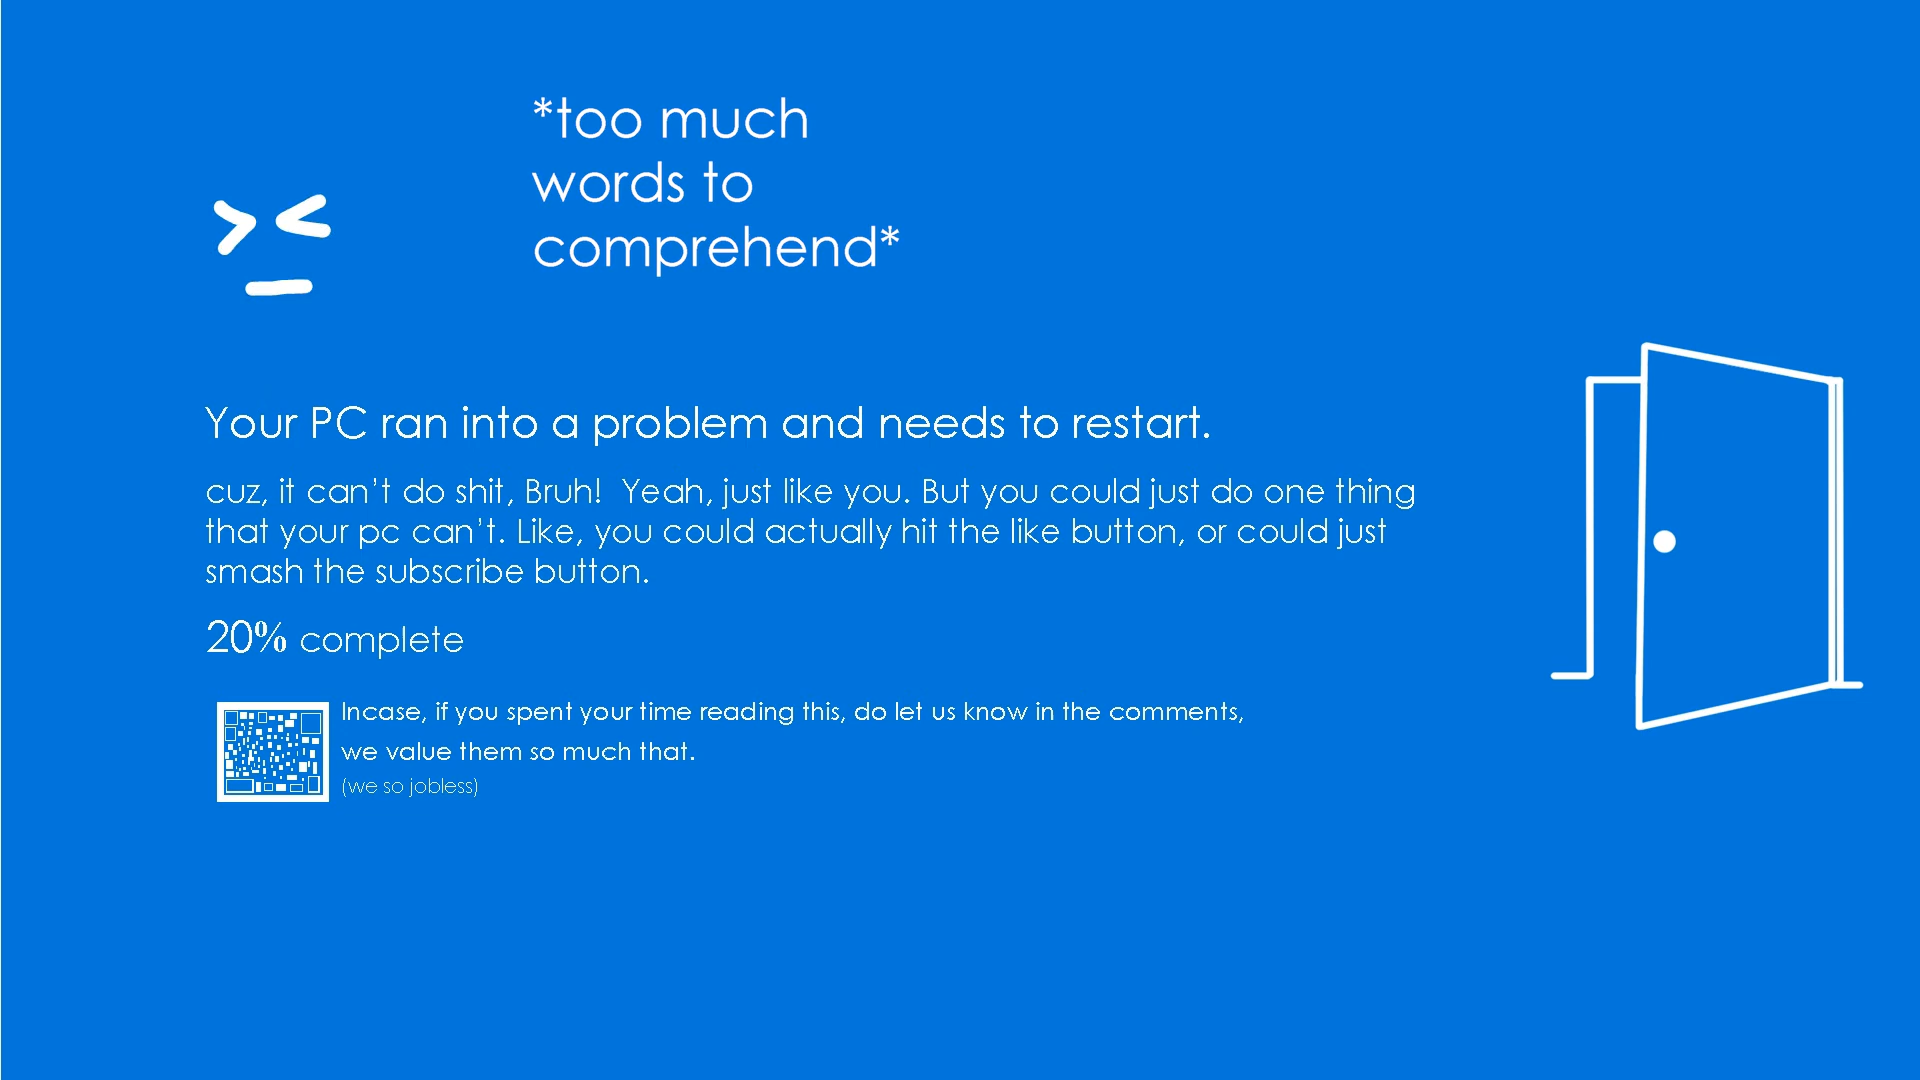 *too much
words to
comprehend*
Your PC ran into a problem and needs to restart.
cuz, it can't do shit, Bruh!  Yeah, just like you. But you could just do one thing
that your pc can't. Like, you could actually hit the like button, or could just
smash the subscribe button.
20% complete
Incase, if you spent your time reading this, do let us know in the comments,
we value them so much that.
(we so jobless)